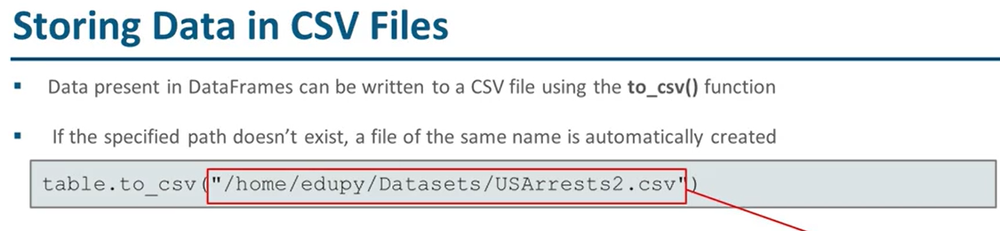 Storing Data in CSV Files
▪ Data present in DataFrames can be written to a CSV file using the to_csv() function
▪ If the specified path doesn’t exist, a file of the same name is automatically created
table.to_csv("/home/edupy/Datasets/USArrests2.csv")